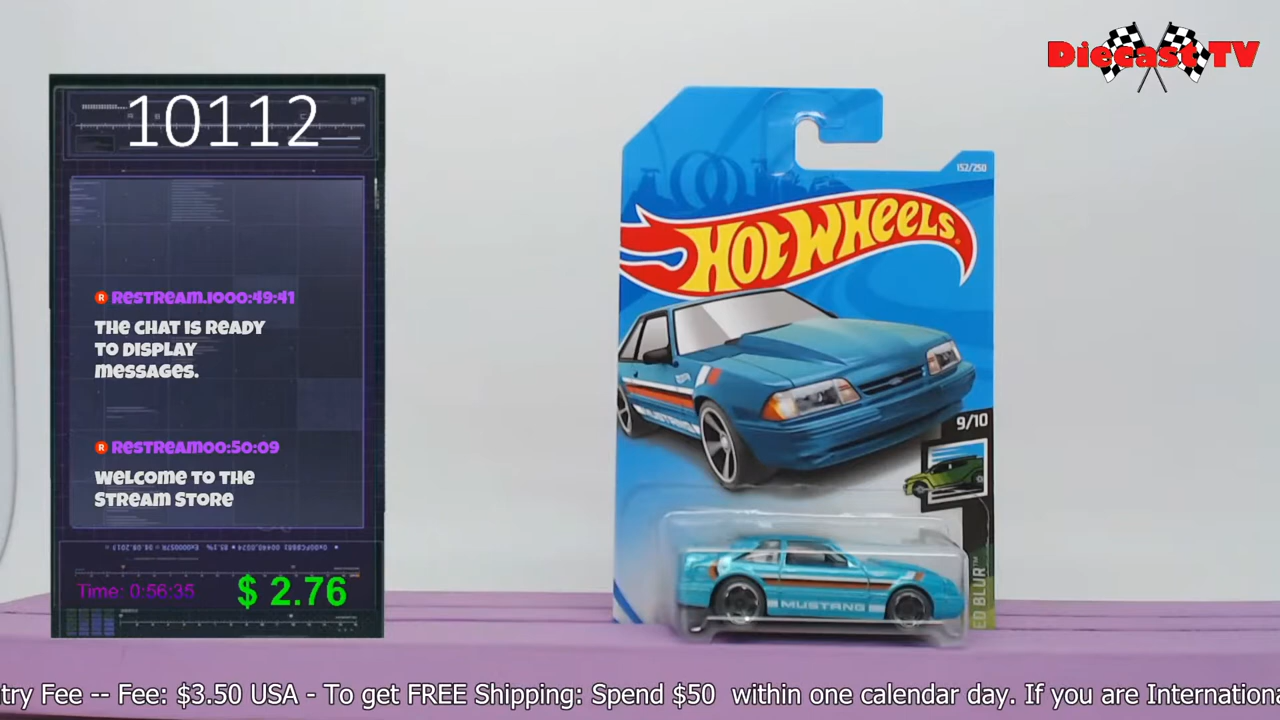 Diecast TV
10112
152/250
Restream.io00:49:41
The chat is ready
to display
messages.
HOT WHEELS
9/10
Restream00:50:09
Welcome to the
Stream Store
MUSTANG
ED BLUR™
Time: 0:56:35
$ 2.76
try Fee -- Fee: $3.50 USA - To get FREE Shipping: Spend $50 within one calendar day. If you are Internationa